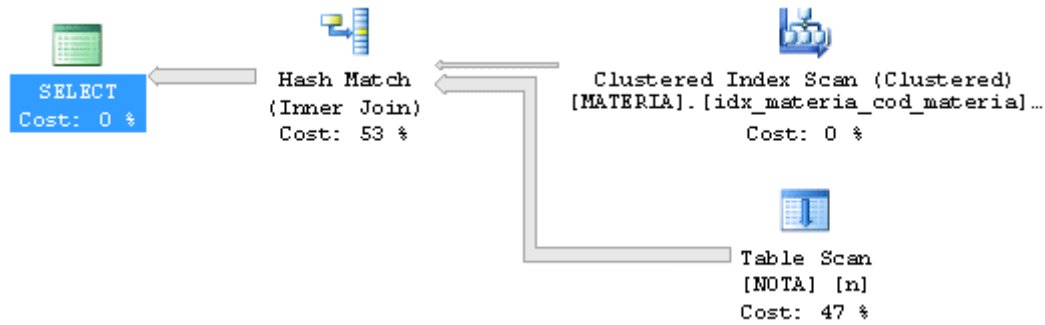 SELECT
Cost: 0 %
Hash Match
(Inner Join)
Cost: 53 %
Clustered Index Scan (Clustered)
[MATERIA].[idx_materia_cod_materia]…
Cost: 0 %
Table Scan
[NOTA] [n]
Cost: 47 %